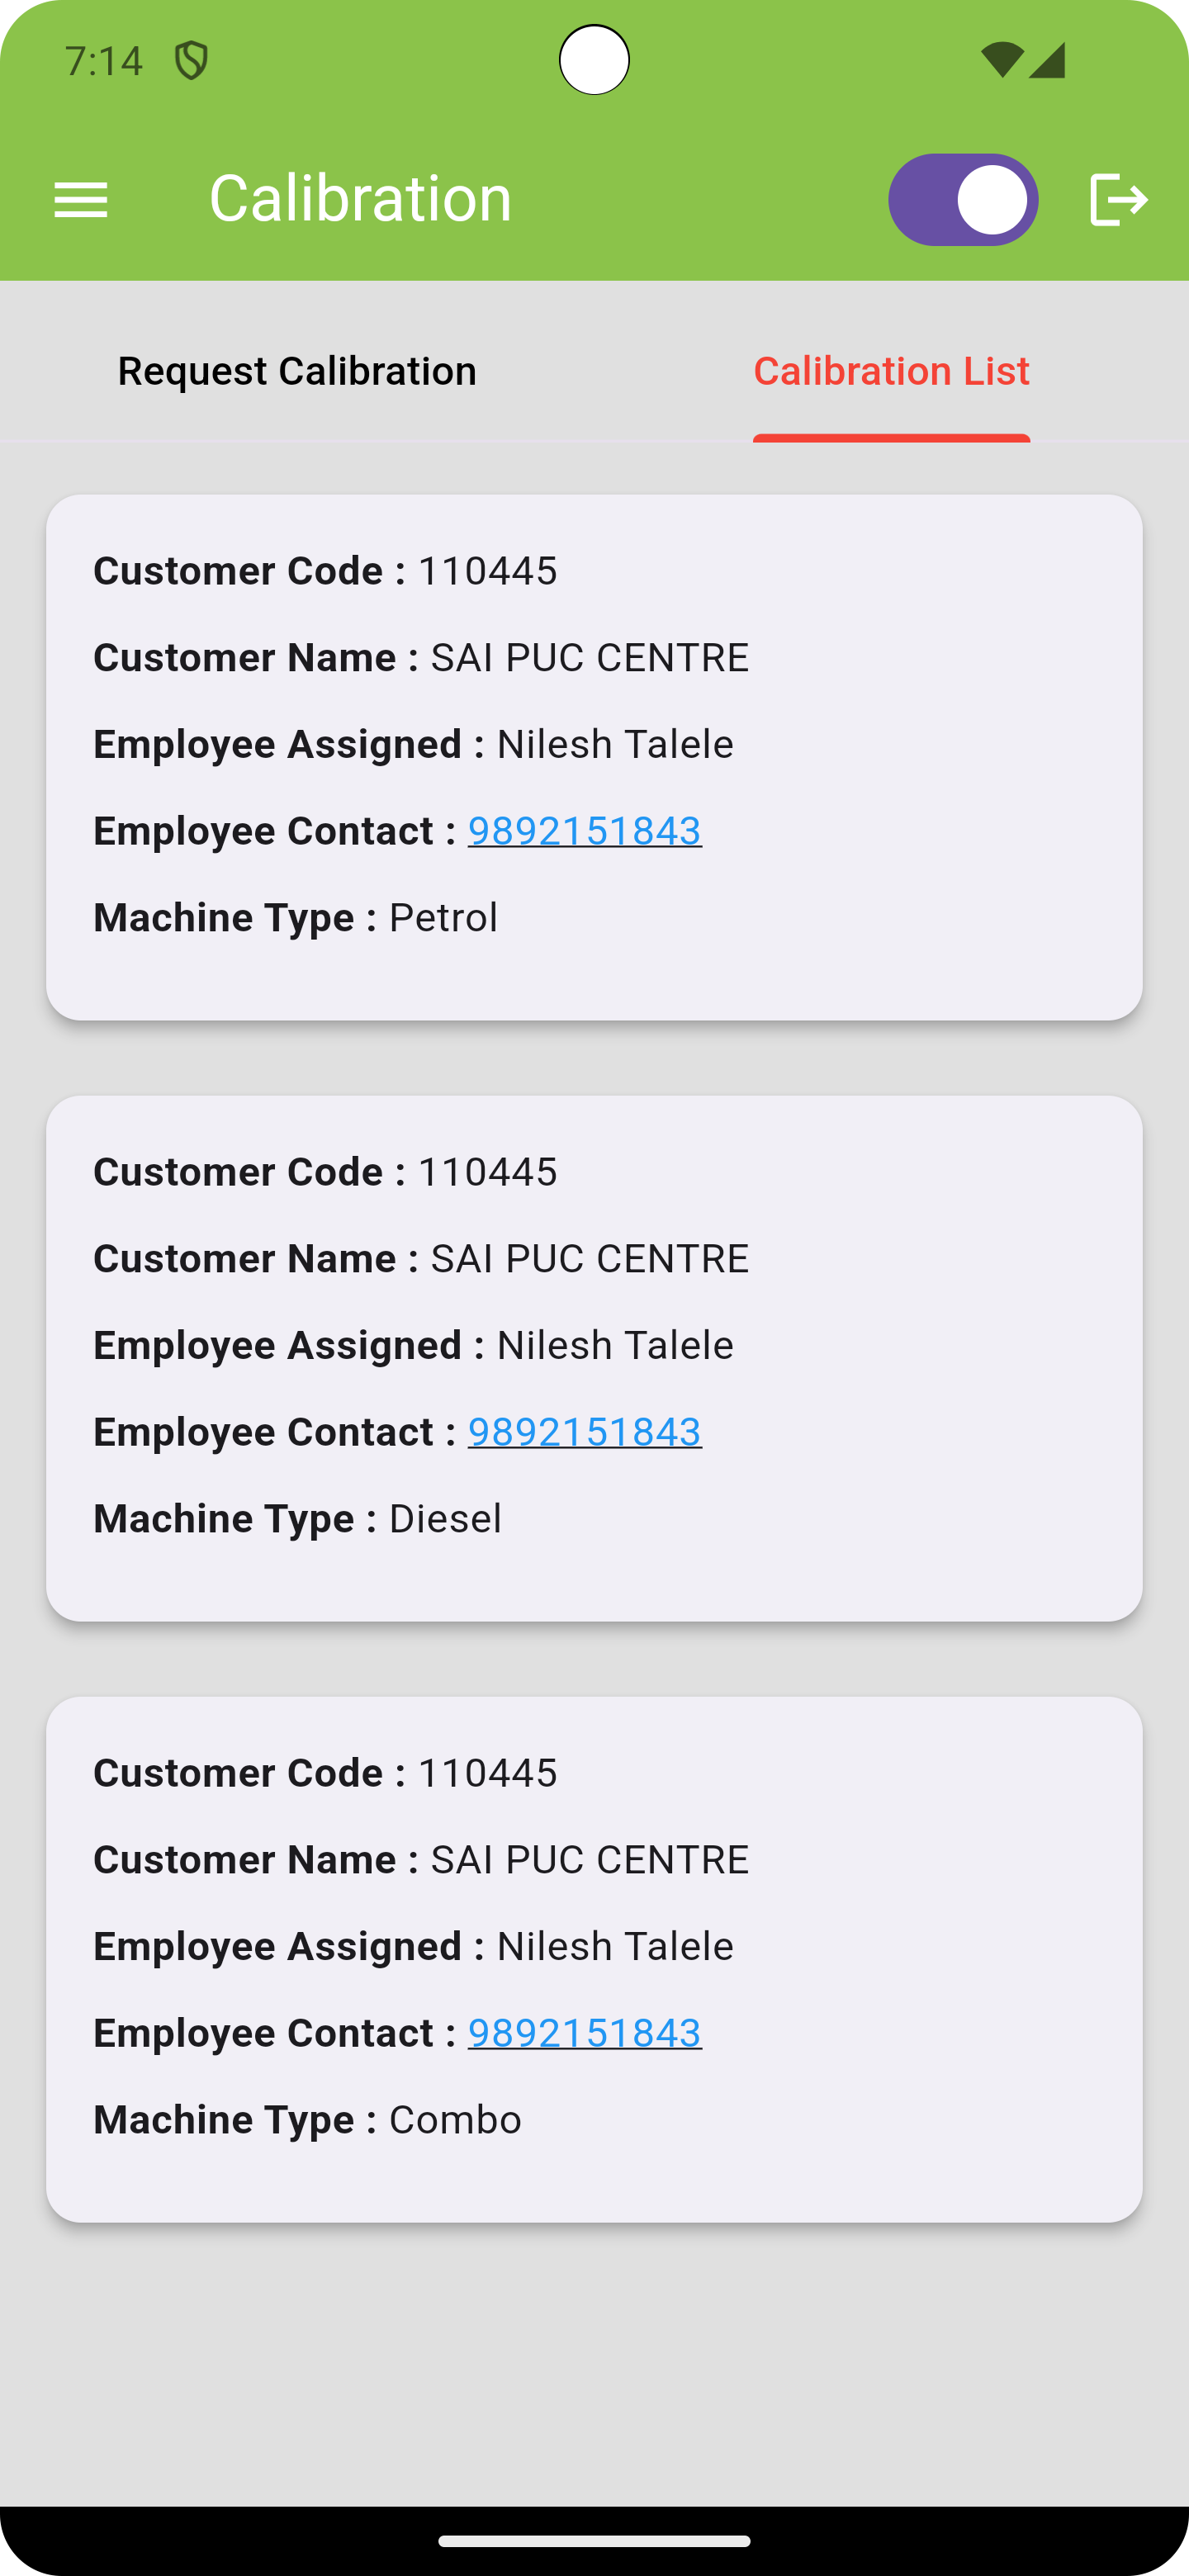 7:14
Calibration
Request Calibration
Calibration List
Customer Code : 110445
Customer Name : SAI PUC CENTRE
Employee Assigned : Nilesh Talele
Employee Contact : 9892151843
Machine Type : Petrol
Customer Code : 110445
Customer Name : SAI PUC CENTRE
Employee Assigned : Nilesh Talele
Employee Contact : 9892151843
Machine Type : Diesel
Customer Code : 110445
Customer Name : SAI PUC CENTRE
Employee Assigned : Nilesh Talele
Employee Contact : 9892151843
Machine Type : Combo